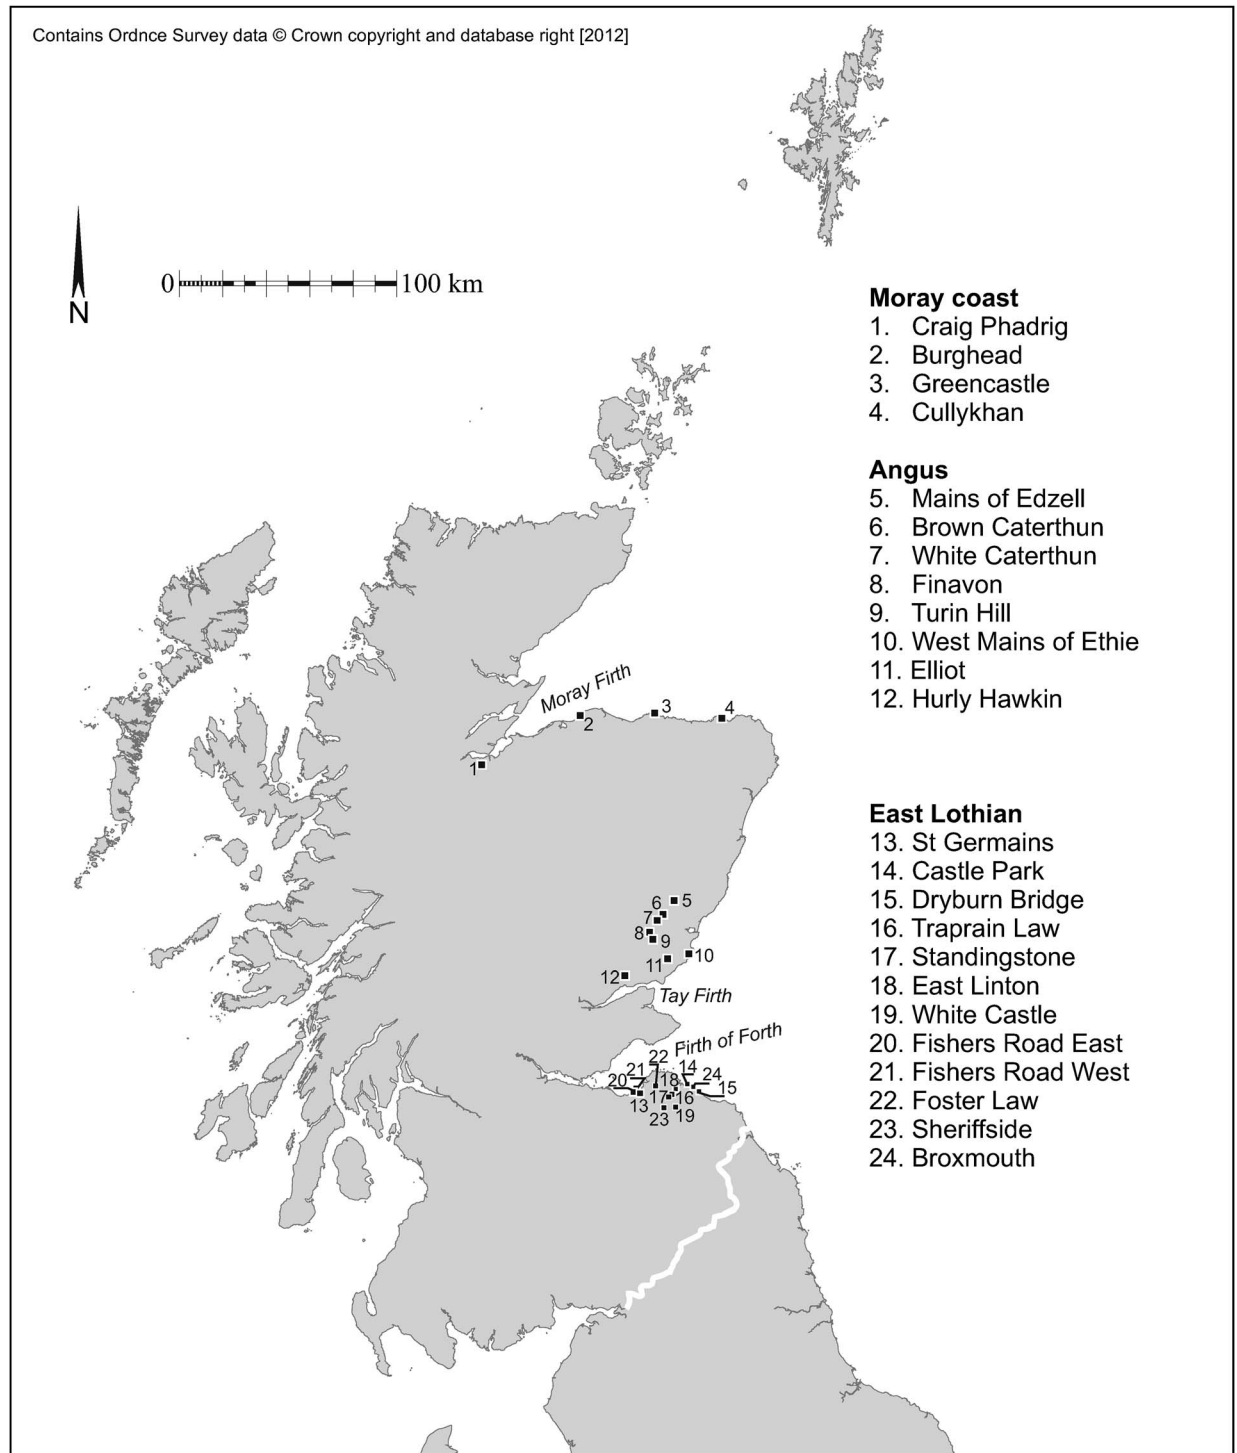 Contains Ordnce Survey data © Crown copyright and database right [2012]
N
0 100 km
Moray coast
1. Craig Phadrig
2. Burghead
3. Greencastle
4. Cullykhan
Angus
5. Mains of Edzell
6. Brown Caterthun
7. White Caterthun
8. Finavon
9. Turin Hill
10. West Mains of Ethie
11. Elliot
12. Hurly Hawkin
East Lothian
13. St Germains
14. Castle Park
15. Dryburn Bridge
16. Traprain Law
17. Standingstone
18. East Linton
19. White Castle
20. Fishers Road East
21. Fishers Road West
22. Foster Law
23. Sheriffside
24. Broxmouth
Moray Firth
1
2
3
4
5
6
7
8
9
10
11
12
Tay Firth
Firth of Forth
22
21
14
20
18
24
15
17
16
13
23
19